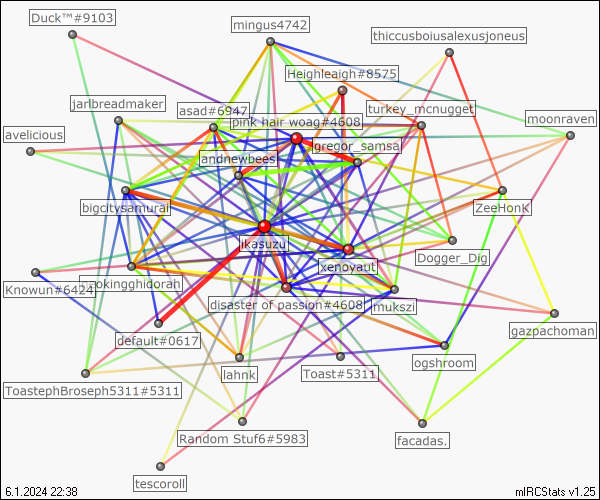 Duck™#9103
mingus4742
thiccusboiusalexusjoneus
Heighleaigh#8575
jarlbreadmaker
asad#6947
turkey_mcnugget
pink hair woag#4608
moonraven
avelicious
gregor_samsa
andnewbees
bigcitysamurai
ZeeHonK
ikasuzu
Dogger_Dig
xenoyaut
smokingghidorah
Knowun#6424
disaster of passion#4608
mukszi
gazpachoman
default#0617
ogshroom
lahnk
Toast#5311
ToastephBroseph5311#5311
Random Stuf6#5983
facadas.
tescoroll
6.1.2024 22:38
mIRCStats v1.25